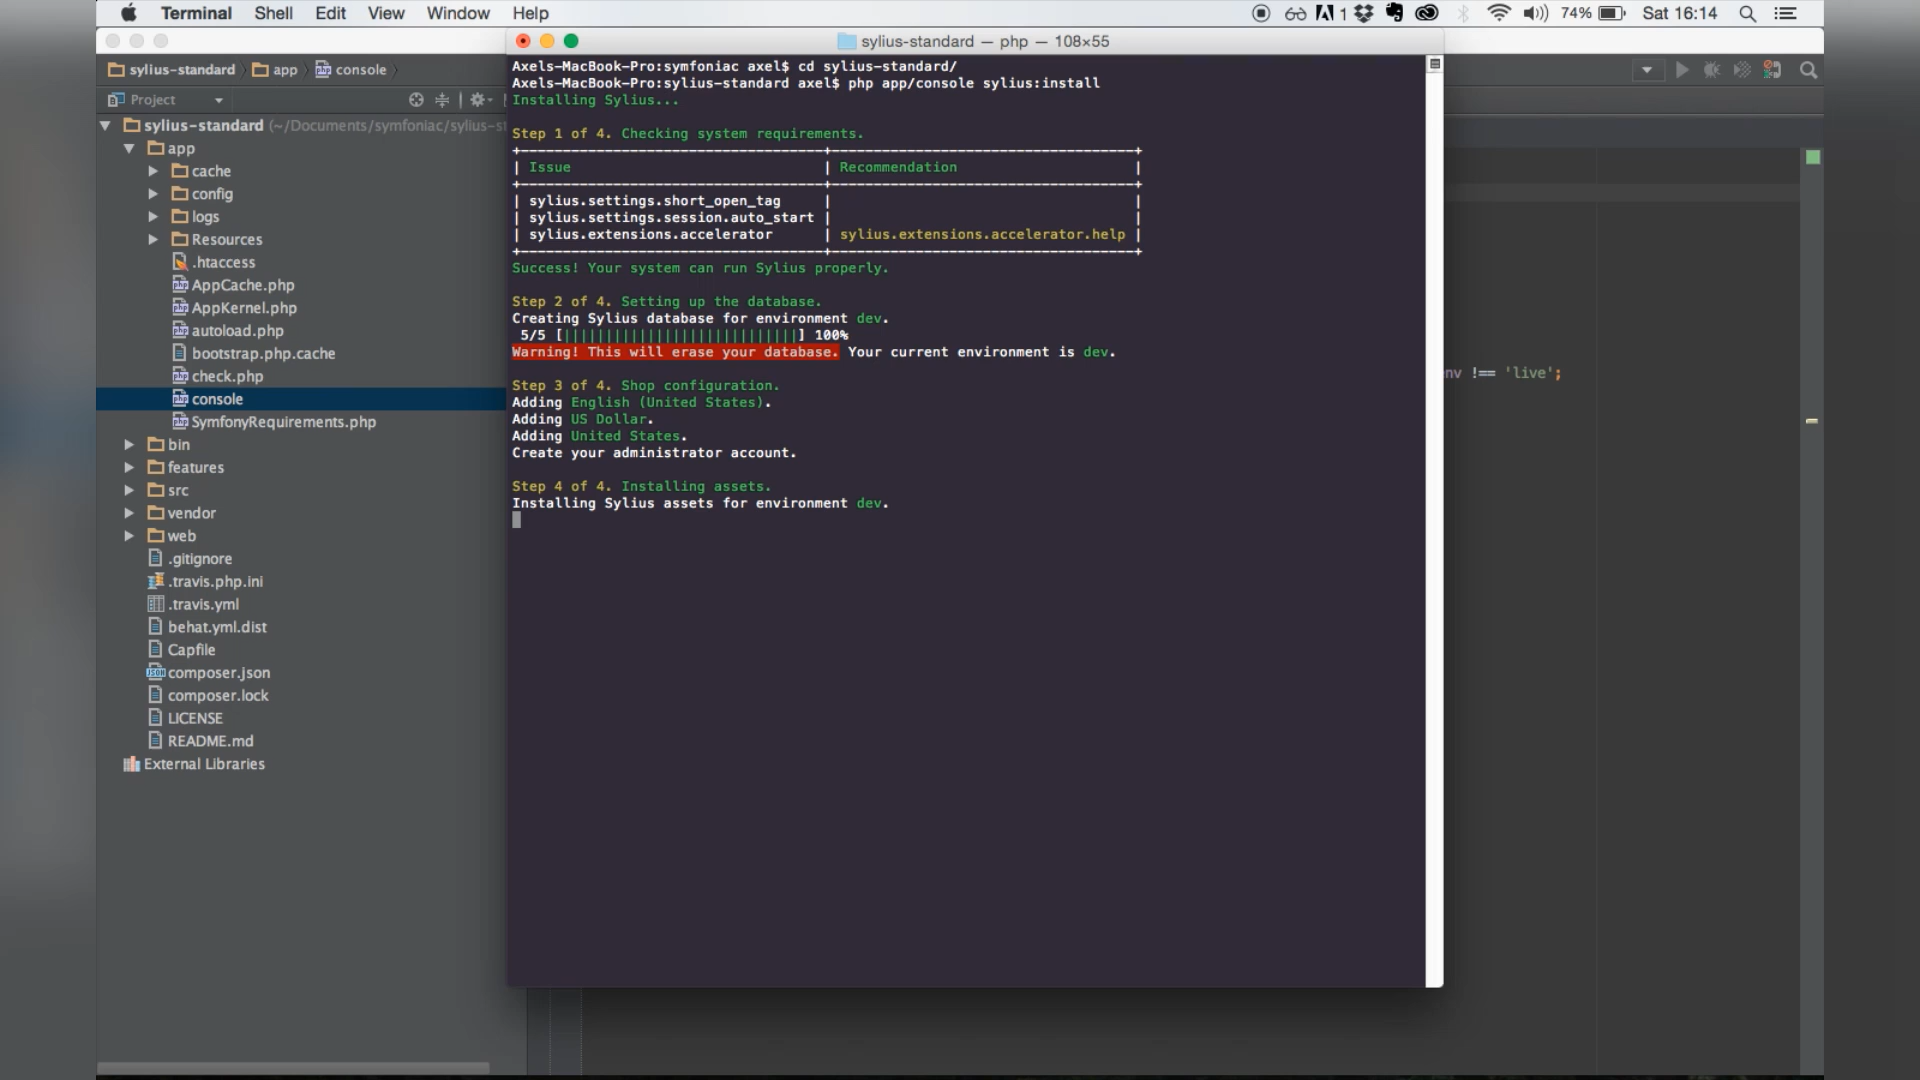 Terminal Shell Edit View Window Help
1 74% Sat 16:14
sylius-standard — php — 108×55
sylius-standard app console
Project
sylius-standard (~/Documents/symfoniac/sylius-s
app
cache
config
logs
Resources
.htaccess
AppCache.php
AppKernel.php
autoload.php
bootstrap.php.cache
check.php
console
SymfonyRequirements.php
bin
features
src
vendor
web
.gitignore
.travis.php.ini
.travis.yml
behat.yml.dist
Capfile
composer.json
composer.lock
LICENSE
README.md
External Libraries
Axels-MacBook-Pro:symfoniac axel$ cd sylius-standard/
Axels-MacBook-Pro:sylius-standard axel$ php app/console sylius:install
Installing Sylius...
Step 1 of 4. Checking system requirements.
| Issue | Recommendation |
| sylius.settings.short_open_tag | |
| sylius.settings.session.auto_start | |
| sylius.extensions.accelerator | sylius.extensions.accelerator.help |
Success! Your system can run Sylius properly.
Step 2 of 4. Setting up the database.
Creating Sylius database for environment dev.
5/5 [||||||||||||||||||||||||||||] 100%
Warning! This will erase your database. Your current environment is dev.
Step 3 of 4. Shop configuration.
Adding English (United States).
Adding US Dollar.
Adding United States.
Create your administrator account.
Step 4 of 4. Installing assets.
Installing Sylius assets for environment dev.
nv !== 'live';